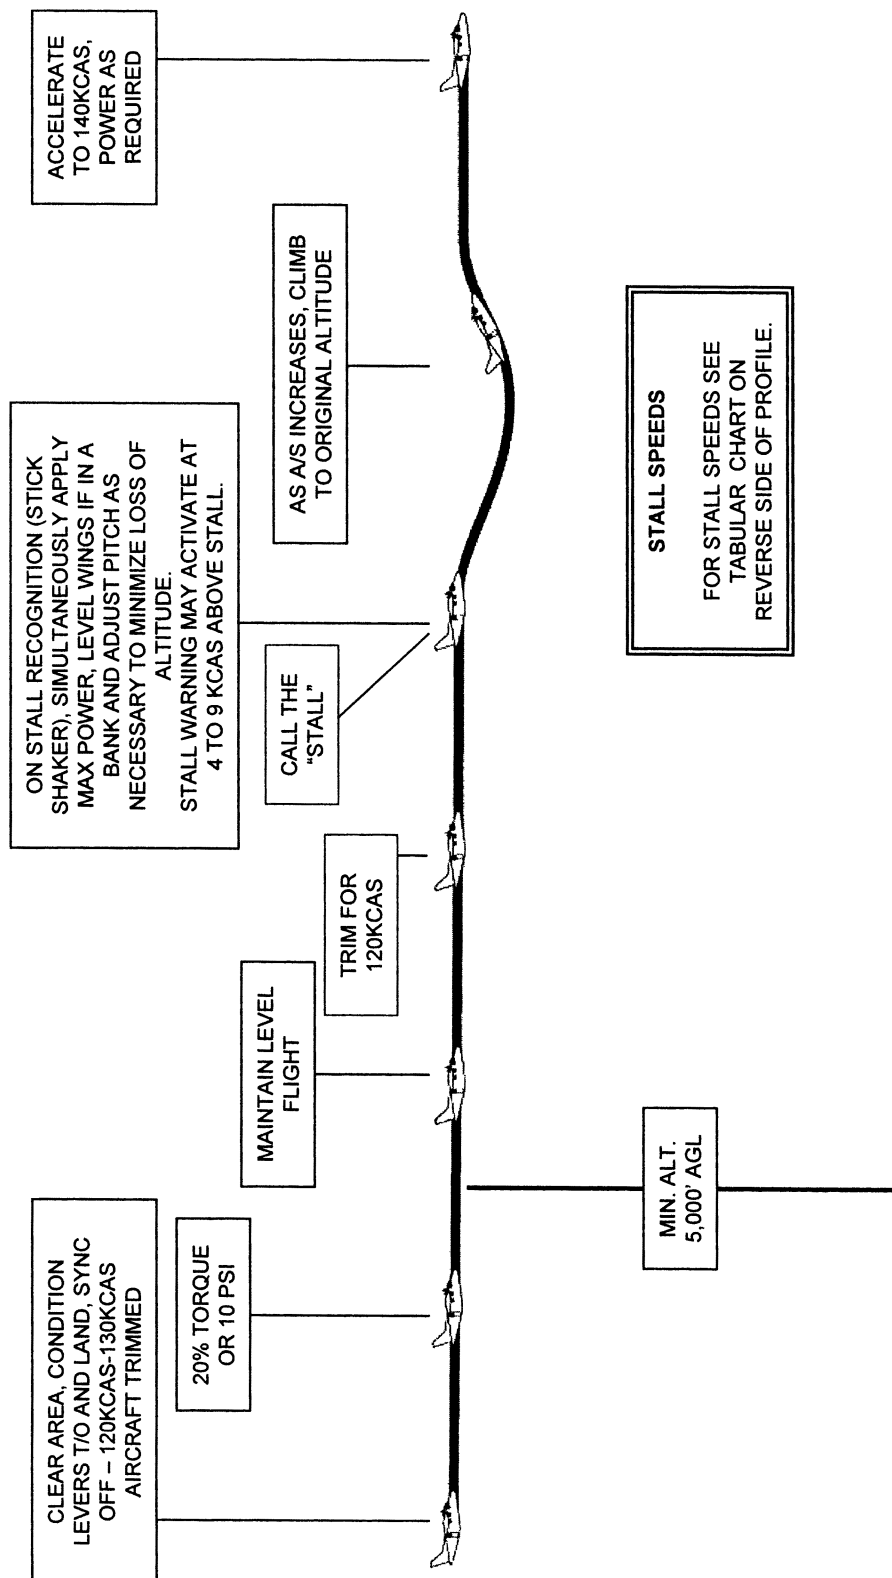 CLEAR AREA, CONDITION
LEVERS T/O AND LAND, SYNC
OFF – 120KCAS-130KCAS
AIRCRAFT TRIMMED
20% TORQUE
OR 10 PSI
MAINTAIN LEVEL
FLIGHT
TRIM FOR
120KCAS
CALL THE
“STALL”
ON STALL RECOGNITION (STICK
SHAKER), SIMULTANEOUSLY APPLY
MAX POWER, LEVEL WINGS IF IN A
BANK AND ADJUST PITCH AS
NECESSARY TO MINIMIZE LOSS OF
ALTITUDE.
STALL WARNING MAY ACTIVATE AT
4 TO 9 KCAS ABOVE STALL.
AS A/S INCREASES, CLIMB
TO ORIGINAL ALTITUDE
ACCELERATE
TO 140KCAS,
POWER AS
REQUIRED
MIN. ALT.
5,000' AGL
STALL SPEEDS
FOR STALL SPEEDS SEE
TABULAR CHART ON
REVERSE SIDE OF PROFILE.